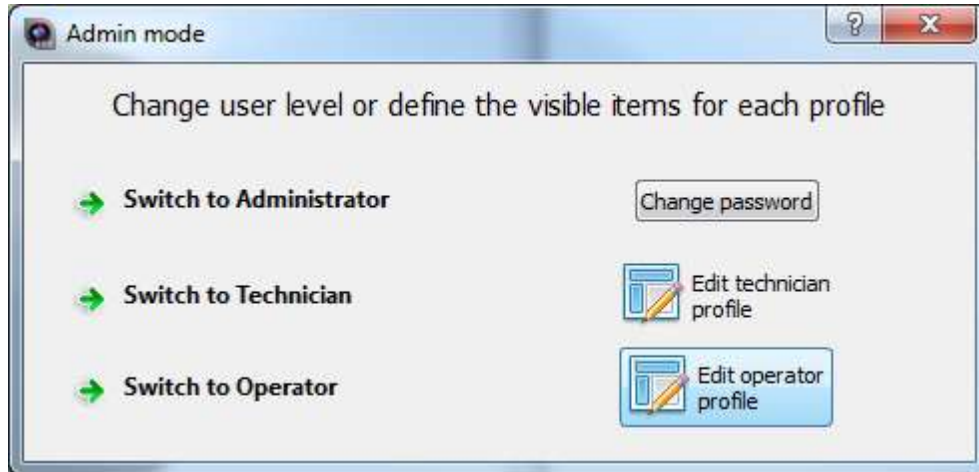 Admin mode
Change user level or define the visible items for each profile
Switch to Administrator
Change password
Switch to Technician
Edit technician
profile
Switch to Operator
Edit operator
profile